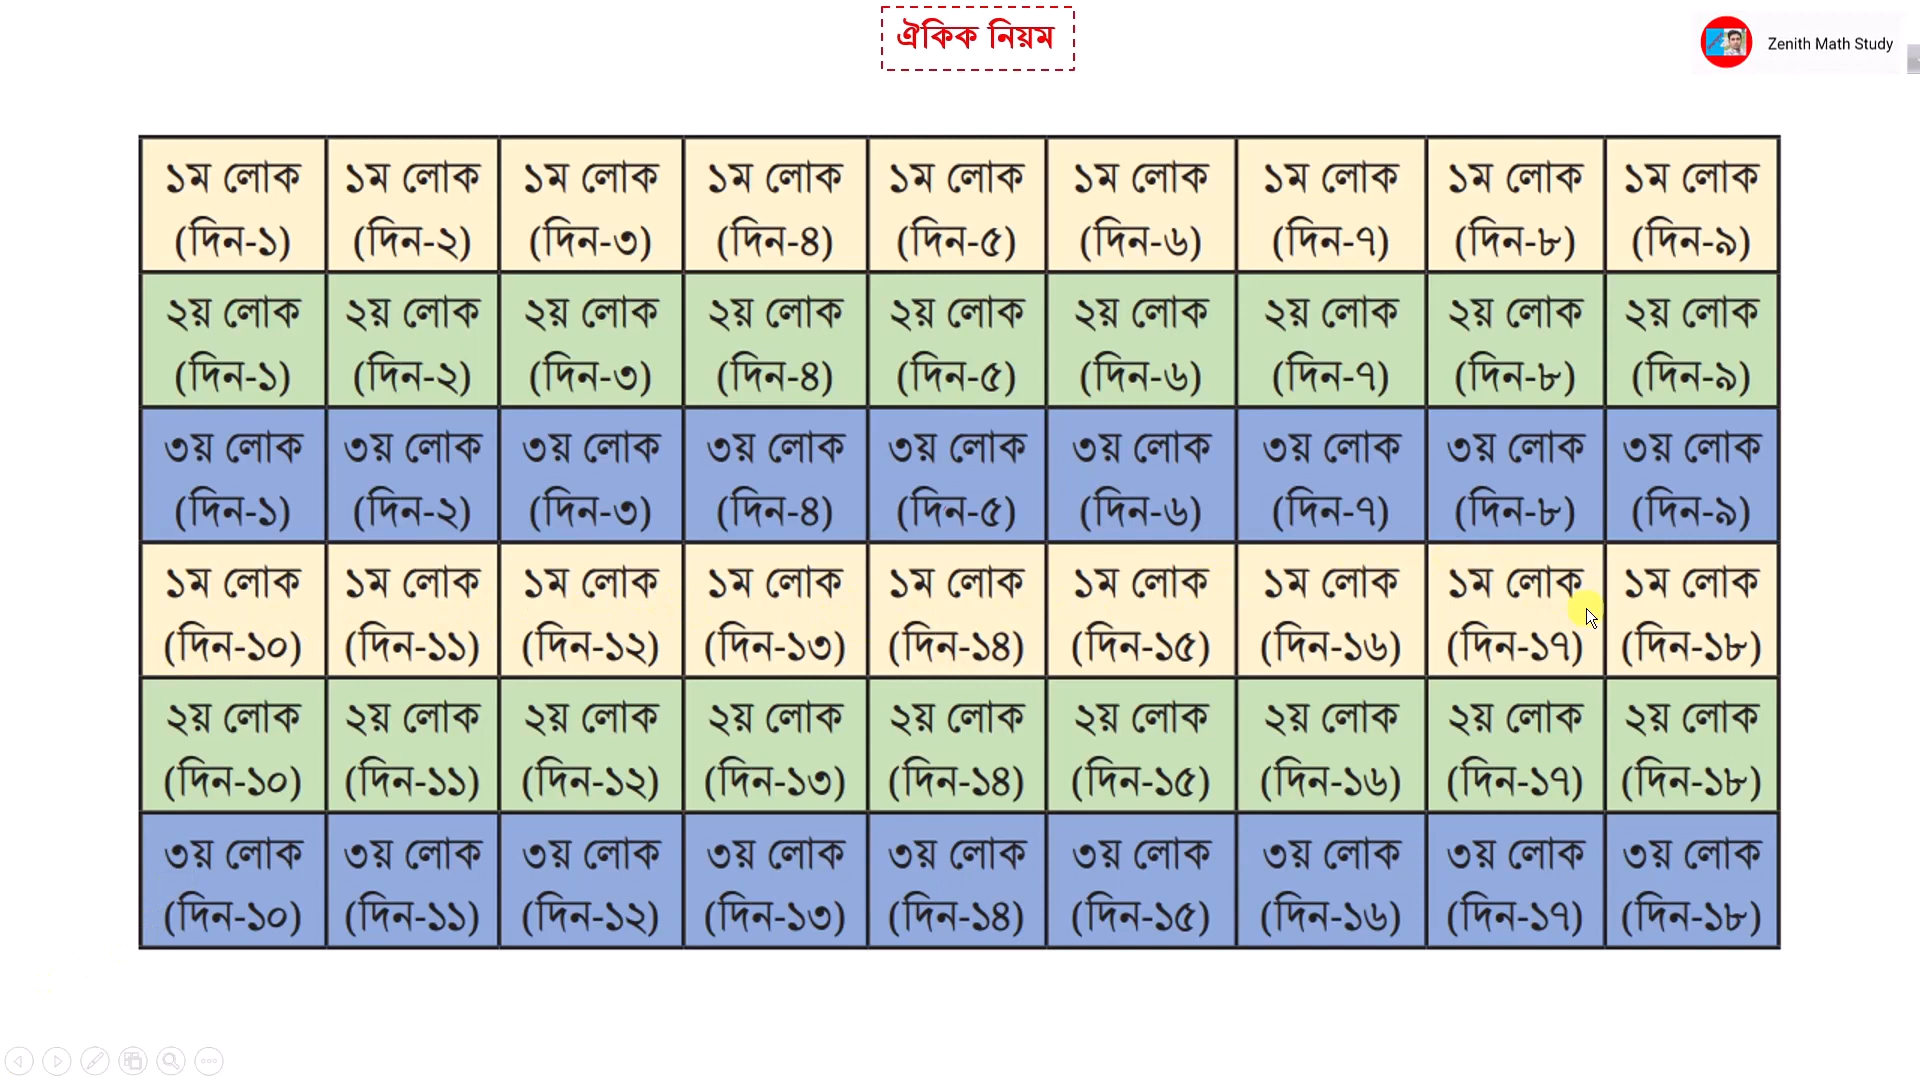 ঐকিক নিয়ম
Zenith Math Study
১ম লোক ১ম লোক ১ম লোক ১ম লোক ১ম লোক ১ম লোক ১ম লোক ১ম লোক ১ম লোক
(দিন-১) (দিন-২) (দিন-৩) (দিন-৪) (দিন-৫) (দিন-৬) (দিন-৭) (দিন-৮) (দিন-৯)
২য় লোক ২য় লোক ২য় লোক ২য় লোক ২য় লোক ২য় লোক ২য় লোক ২য় লোক ২য় লোক
(দিন-১) (দিন-২) (দিন-৩) (দিন-৪) (দিন-৫) (দিন-৬) (দিন-৭) (দিন-৮) (দিন-৯)
৩য় লোক ৩য় লোক ৩য় লোক ৩য় লোক ৩য় লোক ৩য় লোক ৩য় লোক ৩য় লোক ৩য় লোক
(দিন-১) (দিন-২) (দিন-৩) (দিন-৪) (দিন-৫) (দিন-৬) (দিন-৭) (দিন-৮) (দিন-৯)
১ম লোক ১ম লোক ১ম লোক ১ম লোক ১ম লোক ১ম লোক ১ম লোক ১ম লোক ১ম লোক
(দিন-১০) (দিন-১১) (দিন-১২) (দিন-১৩) (দিন-১৪) (দিন-১৫) (দিন-১৬) (দিন-১৭) (দিন-১৮)
২য় লোক ২য় লোক ২য় লোক ২য় লোক ২য় লোক ২য় লোক ২য় লোক ২য় লোক ২য় লোক
(দিন-১০) (দিন-১১) (দিন-১২) (দিন-১৩) (দিন-১৪) (দিন-১৫) (দিন-১৬) (দিন-১৭) (দিন-১৮)
৩য় লোক ৩য় লোক ৩য় লোক ৩য় লোক ৩য় লোক ৩য় লোক ৩য় লোক ৩য় লোক ৩য় লোক
(দিন-১০) (দিন-১১) (দিন-১২) (দিন-১৩) (দিন-১৪) (দিন-১৫) (দিন-১৬) (দিন-১৭) (দিন-১৮)